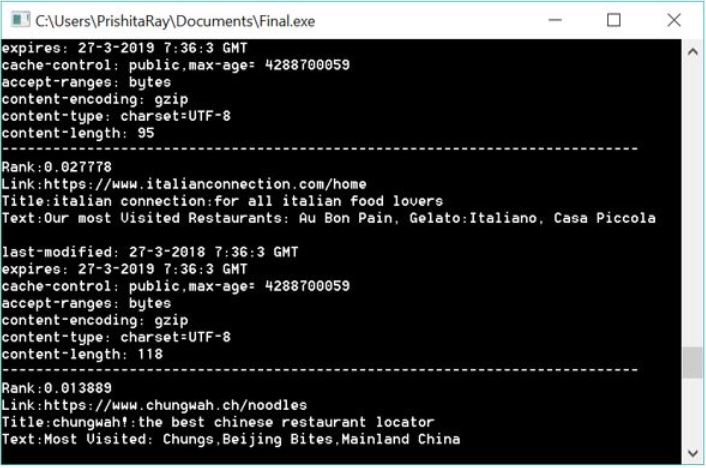 C:\Users\PrishitaRay\Documents\Final.exe
expires: 27-3-2019 7:36:3 GMT
cache-control: public,max-age= 4288700059
accept-ranges: bytes
content-encoding: gzip
content-type: charset=UTF-8
content-length: 95
---------------------------------------------------------------------------
Rank:0.027778
Link:https://www.italianconnection.com/home
Title:italian connection:for all italian food lovers
Text:Our most Visited Restaurants: Au Bon Pain, Gelato:Italiano, Casa Piccola
last-modified: 27-3-2018 7:36:3 GMT
expires: 27-3-2019 7:36:3 GMT
cache-control: public,max-age= 4288700059
accept-ranges: bytes
content-encoding: gzip
content-type: charset=UTF-8
content-length: 118
---------------------------------------------------------------------------
Rank:0.013889
Link:https://www.chungwah.ch/noodles
Title:chungwah!:the best chinese restaurant locator
Text:Most Visited: Chungs,Beijing Bites,Mainland China